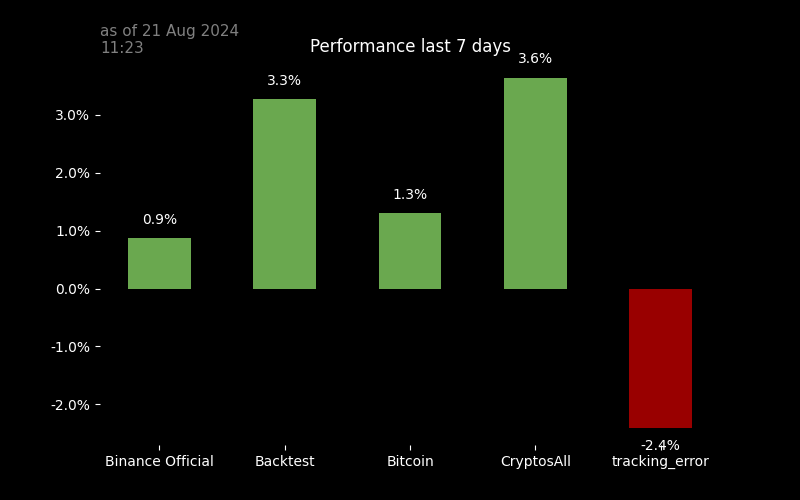 as of 21 Aug 2024
11:23
Performance last 7 days
3.6%
3.3%
3.0%
2.0%
1.3%
0.9%
1.0%
0.0%
-1.0%
-2.0%
-2.4%
Binance Official
Backtest
Bitcoin
CryptosAll
tracking_error